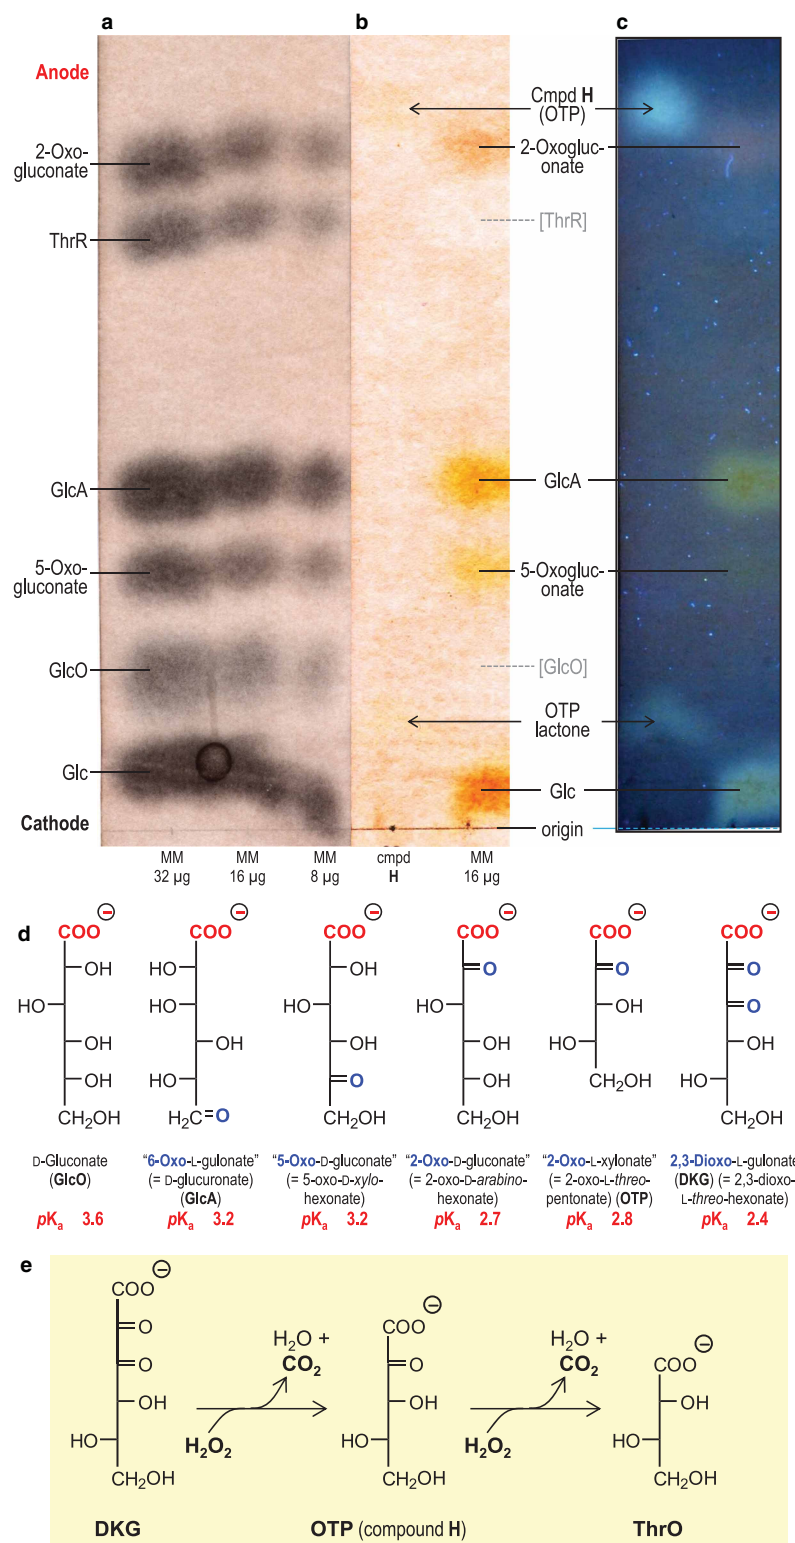 a
b
c
Anode
2-Oxo-
gluconate
ThrR
GlcA
5-Oxo-
gluconate
GlcO
Glc
Cathode
Cmpd H
(OTP)
2-Oxogluc-
onate
[ThrR]
GlcA
5-Oxogluc-
onate
[GlcO]
OTP
lactone
Glc
origin
MM MM MM cmpd MM
32 µg 16 µg 8 µg H 16 µg
d
COO− COO− COO− COO− COO− COO−
OH HO OH O O O
HO HO HO HO OH O
OH OH OH OH HO OH
OH HO O OH CH2OH HO
CH2OH H2C=O CH2OH CH2OH CH2OH
D-Gluconate
(GlcO)
pKa 3.6
"6-Oxo-L-gulonate"
(= D-glucuronate)
(GlcA)
pKa 3.2
"5-Oxo-D-gluconate"
(= 5-oxo-D-xylo-
hexonate)
pKa 3.2
"2-Oxo-D-gluconate"
(= 2-oxo-D-arabino-
hexonate)
pKa 2.7
"2-Oxo-L-xylonate"
(= 2-oxo-L-threo-
pentonate) (OTP)
pKa 2.8
2,3-Dioxo-L-gulonate
(DKG) (= 2,3-dioxo-
L-threo-hexonate)
pKa 2.4
e
COO−
O
O
OH
HO
CH2OH
DKG
H2O +
CO2
H2O2
COO−
O
OH
HO
CH2OH
OTP (compound H)
H2O +
CO2
H2O2
COO−
OH
HO
CH2OH
ThrO